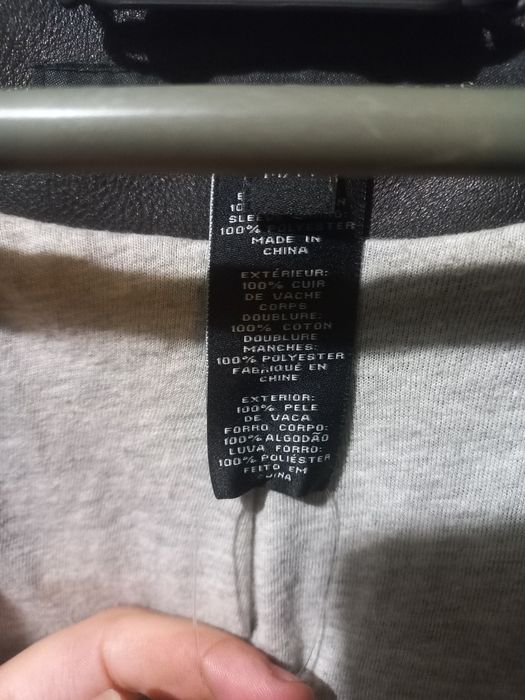 10
100%
MADE IN
CHINA
EXTÉRIEUR:
100% CUIR
DE VACHE
CORPS
DOUBLURE:
100% COTON
DOUBLURE
MANCHES:
100% POLYESTER
FABRIQUÉ EN
CHINE
EXTERIOR:
100% PELE
DE VACA
FORRO CORPO:
100% ALGODÃO
LUVA FORRO:
100% POLIÉSTER
FEITO EM